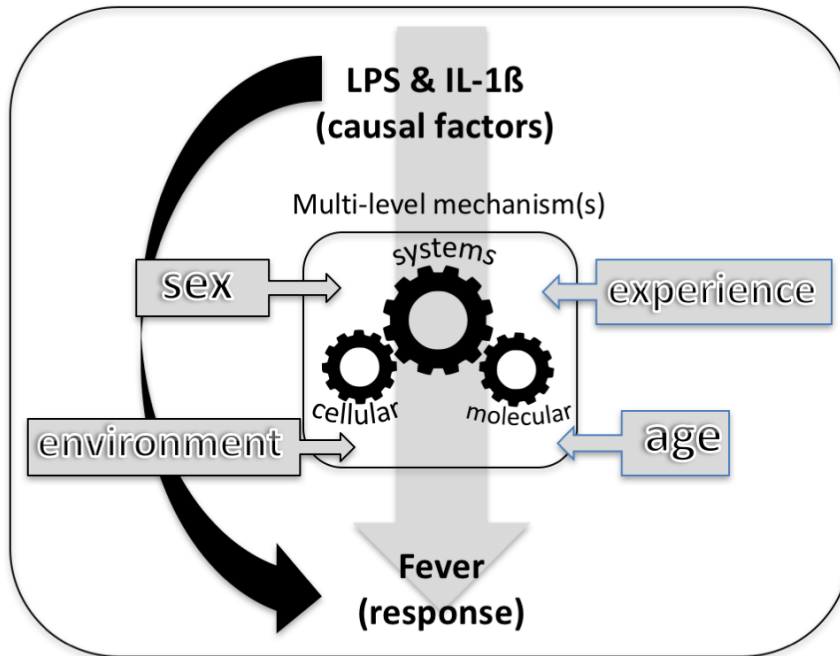 LPS & IL-1ß
(causal factors)
Multi-level mechanism(s)
systems
sex
experience
cellular
molecular
environment
age
Fever
(response)